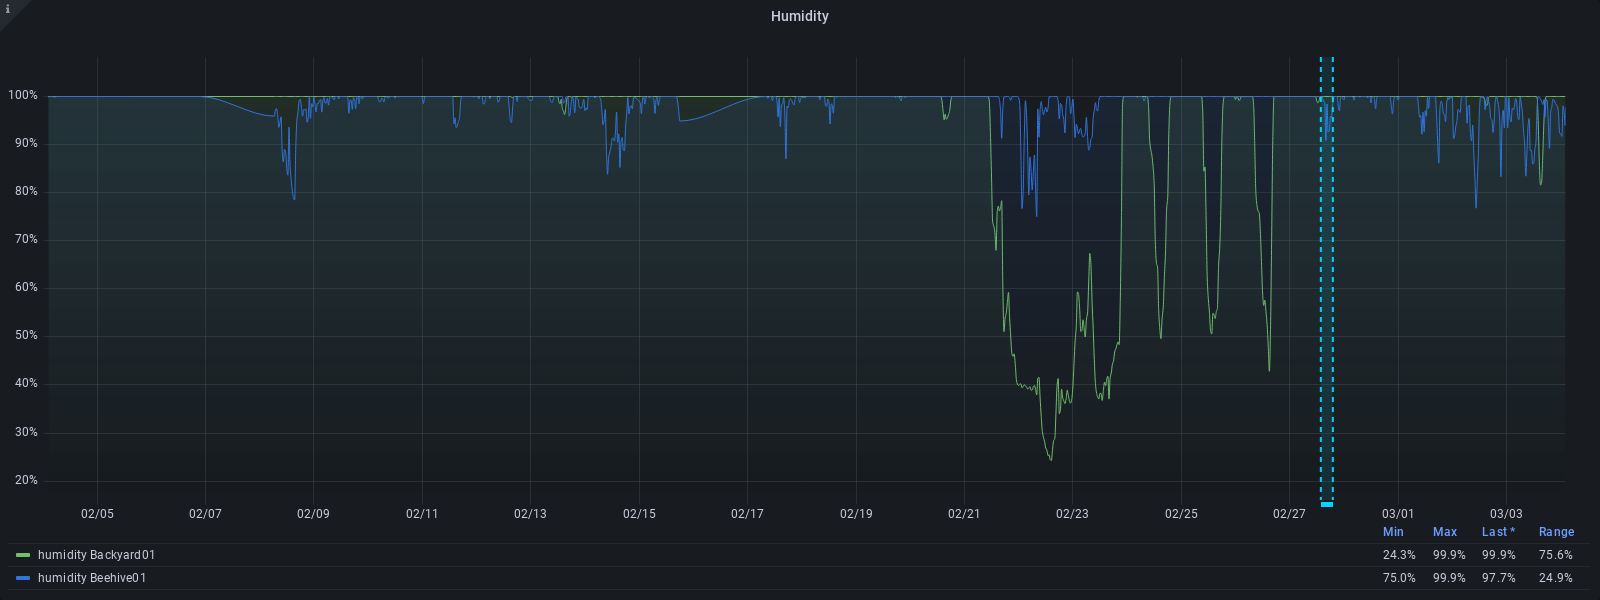 i
Humidity
100%
90%
80%
70%
60%
50%
40%
30%
20%
02/05 02/07 02/09 02/11 02/13 02/15 02/17 02/19 02/21 02/23 02/25 02/27 03/01 03/03
Min Max Last * Range
humidity Backyard01 24.3% 99.9% 99.9% 75.6%
humidity Beehive01 75.0% 99.9% 97.7% 24.9%